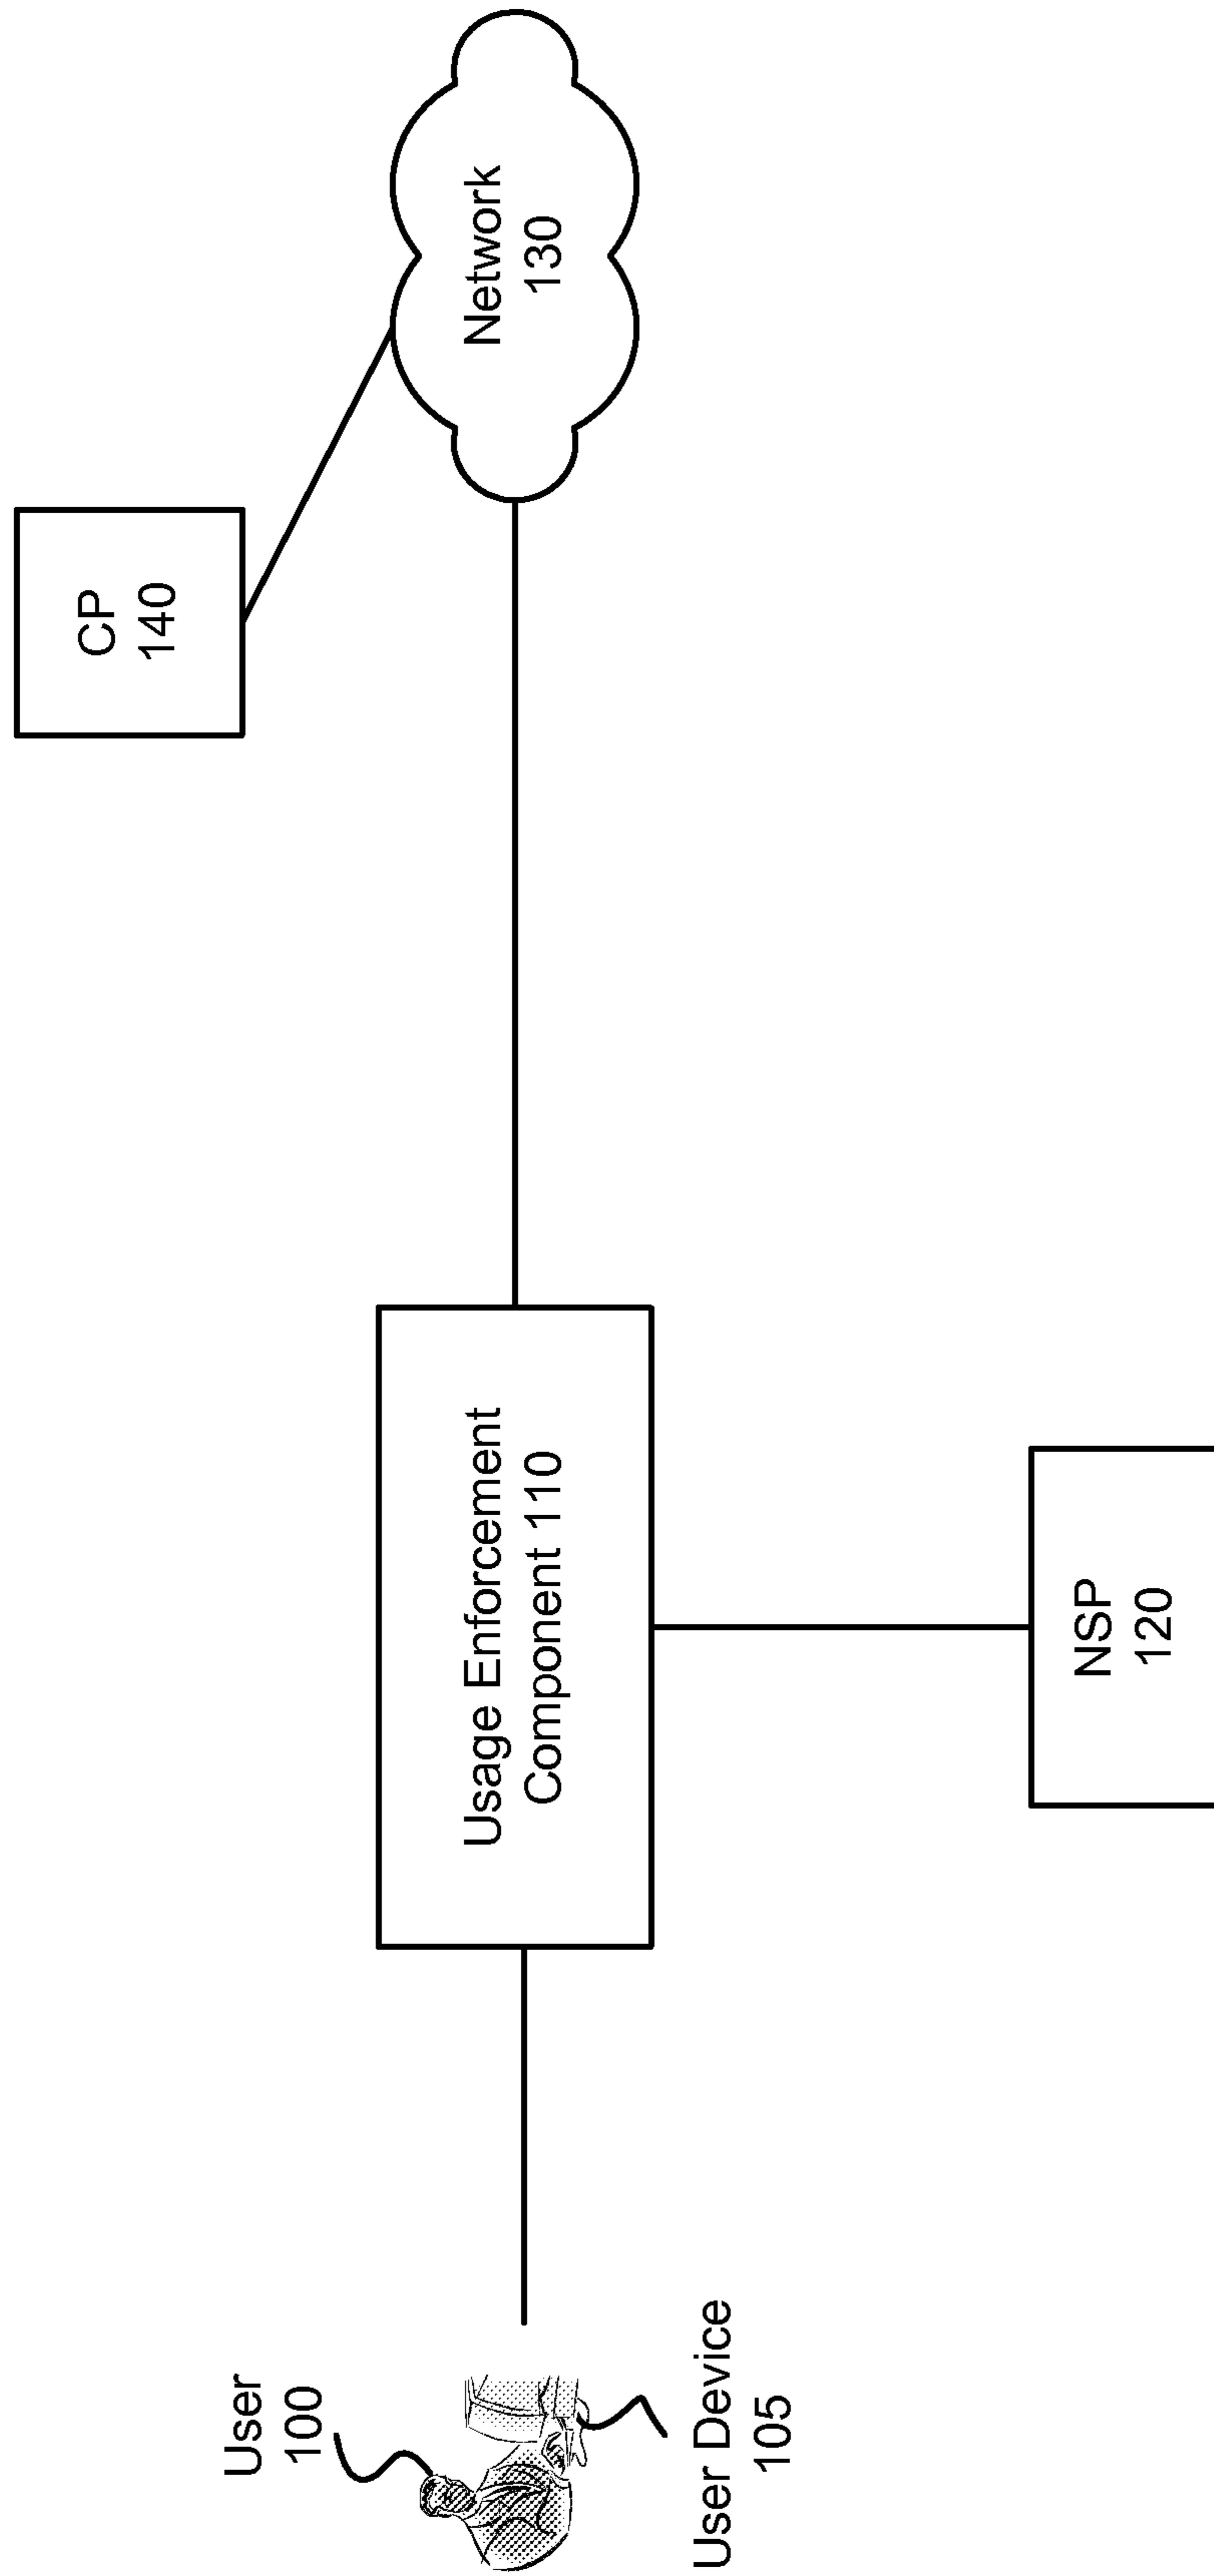 User
100
User Device
105
Usage Enforcement
Component 110
NSP
120
CP
140
Network
130